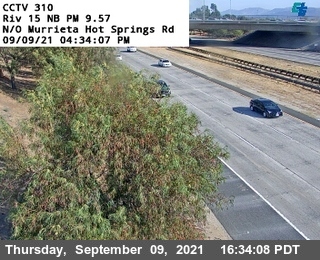 CCTV 310
Riv 15 NB PM 9.57
N/O Murrieta Hot Springs Rd
09/09/21 04:34:07 PM
Thursday, September 09, 2021 16:34:08 PDT